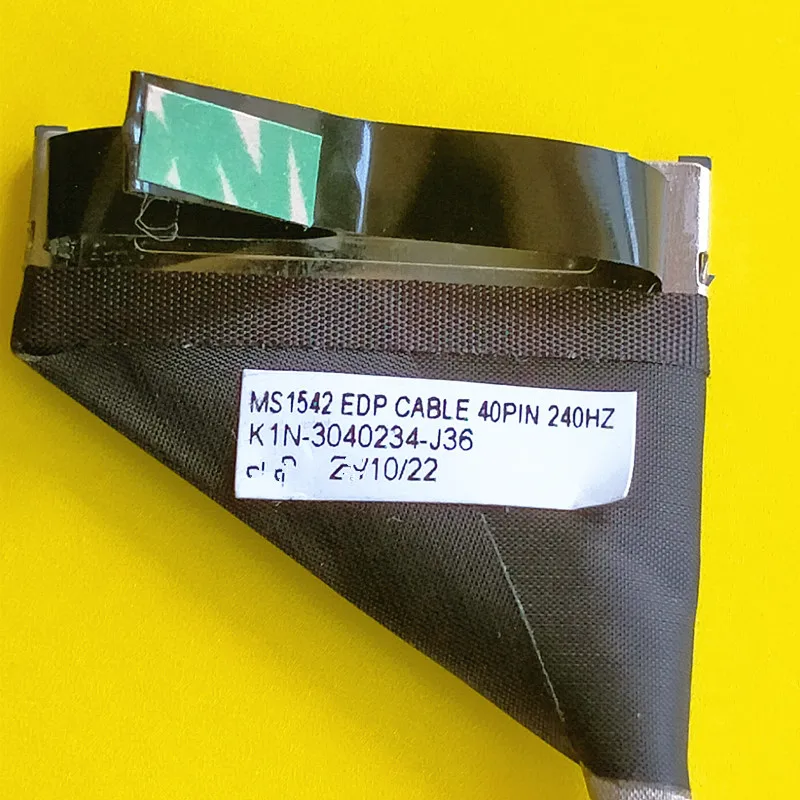 MS1542 EDP CABLE 40PIN 240HZ
K1N-3040234-J36